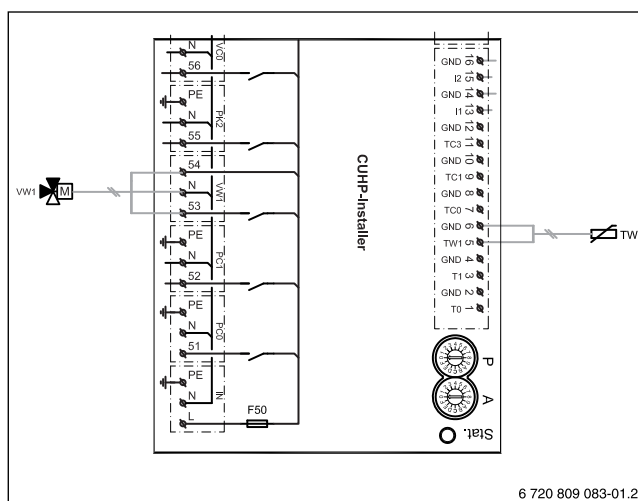 N
VC0
56
PE
N
PK2
55
54
N
VW1
53
PE
N
PC1
52
PE
N
PC0
51
PE
N
IN
L
F50
VW1
M
CUHP-Installer
GND 16
I2 15
GND 14
I1 13
GND 12
TC3 11
GND 10
TC1 9
GND 8
TC0 7
GND 6
TW1 5
GND 4
T1 3
GND 2
T0 1
TW
P
A
Stat.
6 720 809 083-01.2